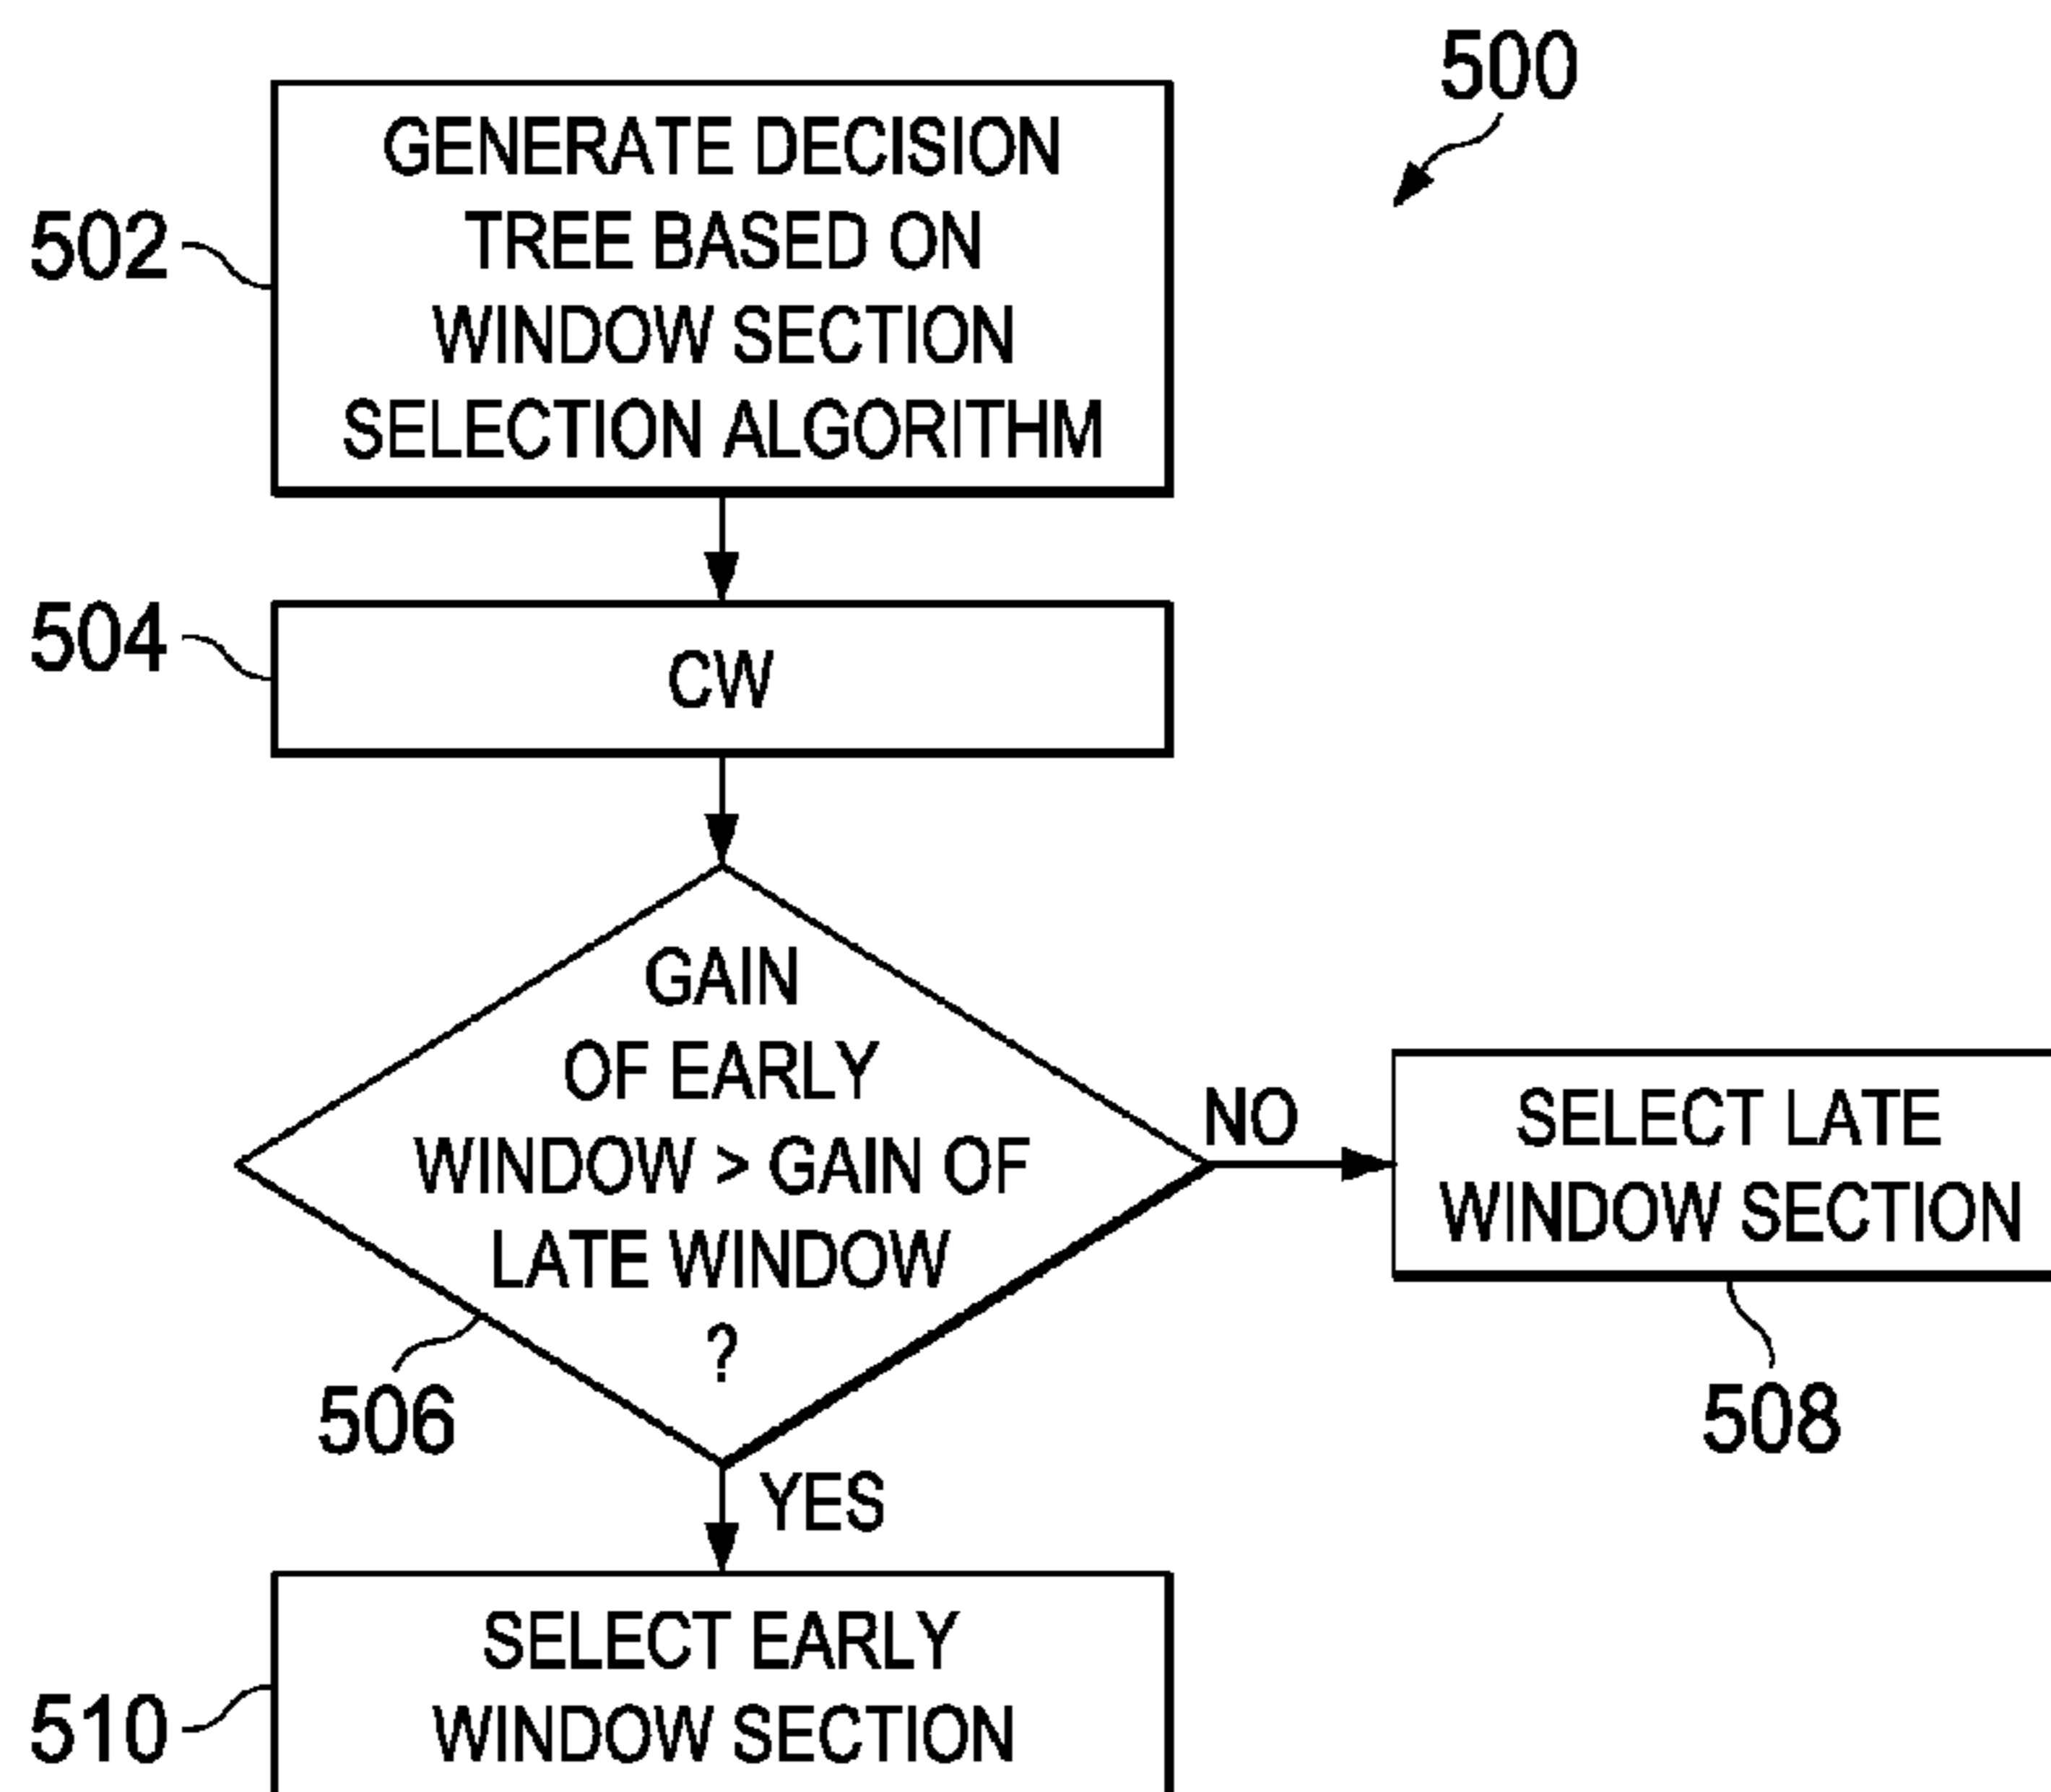 500
502
GENERATE DECISION
TREE BASED ON
WINDOW SECTION
SELECTION ALGORITHM
504
CW
GAIN
OF EARLY
WINDOW > GAIN OF
LATE WINDOW
?
506
NO
SELECT LATE
WINDOW SECTION
508
YES
510
SELECT EARLY
WINDOW SECTION